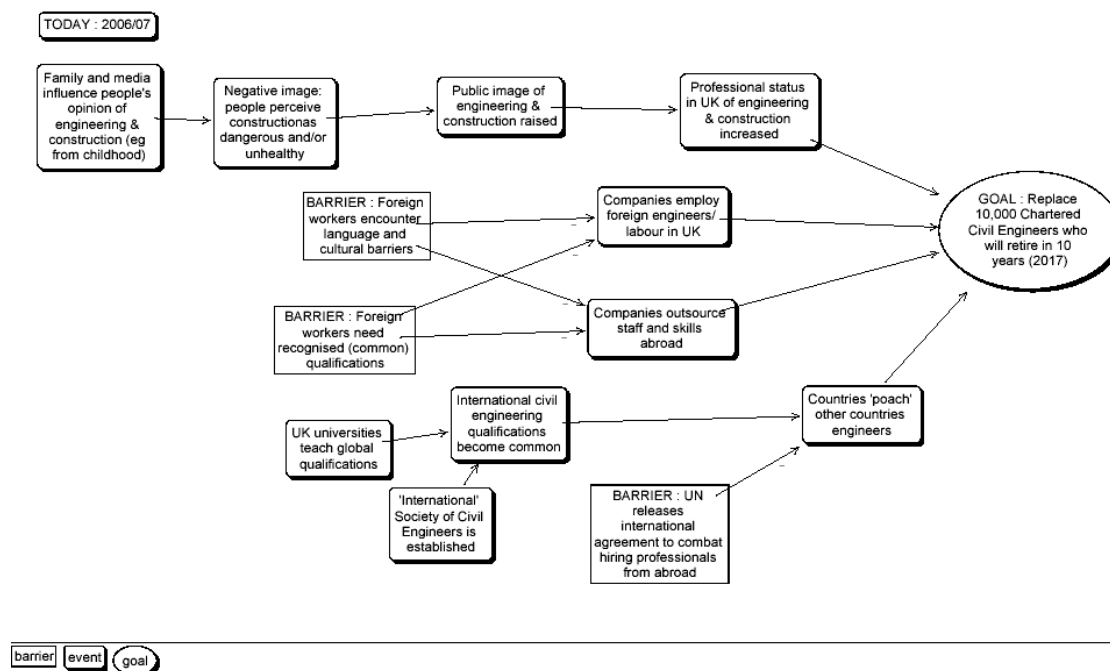 TODAY : 2006/07
Family and media
influence people's
opinion of
engineering &
construction (eg
from childhood)
Negative image:
people perceive
constructionas
dangerous and/or
unhealthy
Public image of
engineering &
construction raised
Professional status
in UK of engineering
& construction
increased
BARRIER : Foreign
workers encounter
language and
cultural barriers
Companies employ
foreign engineers/
labour in UK
GOAL : Replace
10,000 Chartered
Civil Engineers who
will retire in 10
years (2017)
BARRIER : Foreign
workers need
recognised (common)
qualifications
Companies outsource
staff and skills
abroad
UK universities
teach global
qualifications
International civil
engineering
qualifications
become common
Countries 'poach'
other countries
engineers
'International'
Society of Civil
Engineers is
established
BARRIER : UN
releases
international
agreement to combat
hiring professionals
from abroad
barrier event goal